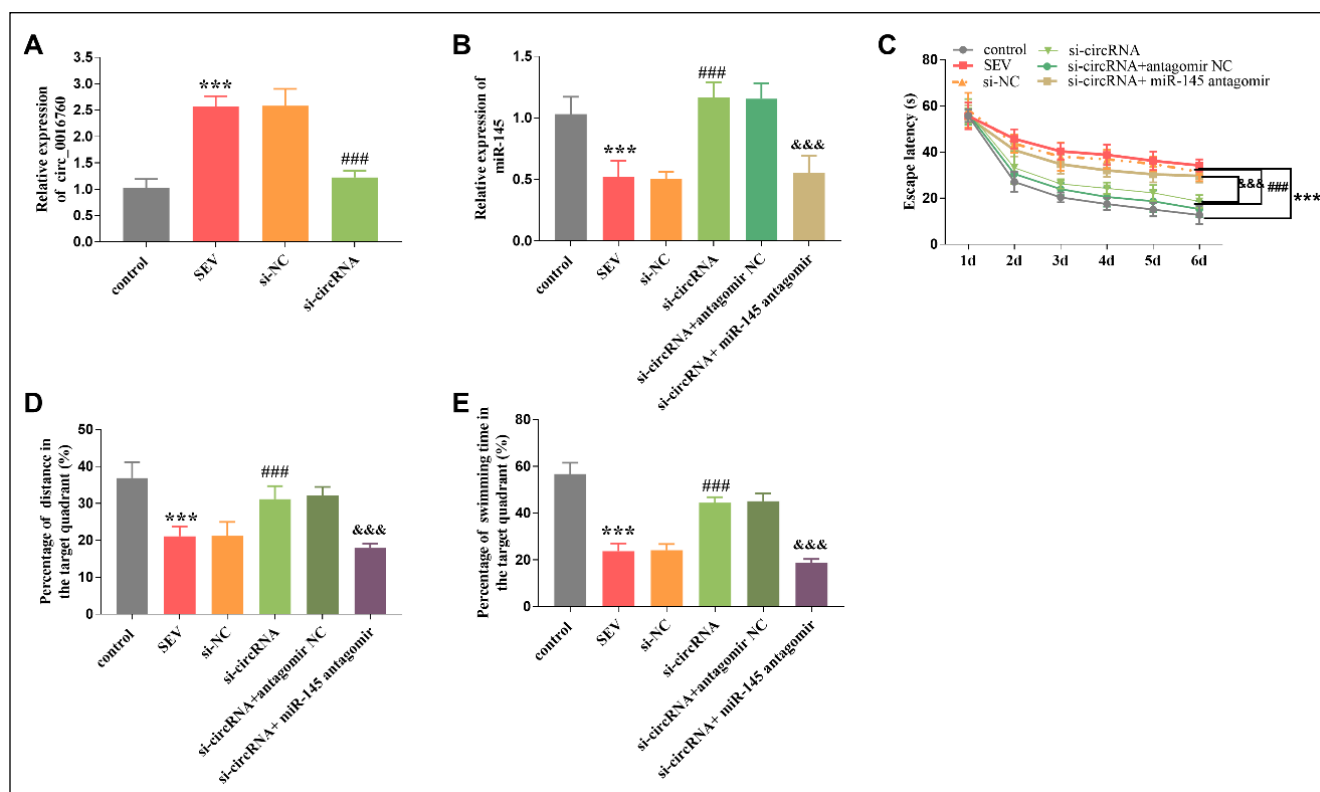 A
Relative expression
of circ_0016760
3.5
3.0
2.5
2.0
1.5
1.0
0.5
0.0
***
###
control
SEV
si-NC
si-circRNA
B
Relative expression of
miR-145
1.5
1.0
0.5
0.0
***
###
&&&
control
SEV
si-NC
si-circRNA
si-circRNA+antagomir NC
si-circRNA+ miR-145 antagomir
C
control
SEV
si-NC
si-circRNA
si-circRNA+antagomir NC
si-circRNA+ miR-145 antagomir
Escape latency (s)
80
60
40
20
0
1d 2d 3d 4d 5d 6d
&&& ### ***
D
Percentage of distance in
the target quadrant (%)
50
40
30
20
10
0
***
###
&&&
control
SEV
si-NC
si-circRNA
si-circRNA+antagomir NC
si-circRNA+ miR-145 antagomir
E
Percentage of swimming time in
the target quadrant (%)
80
60
40
20
0
***
###
&&&
control
SEV
si-NC
si-circRNA
si-circRNA+antagomir NC
si-circRNA+ miR-145 antagomir